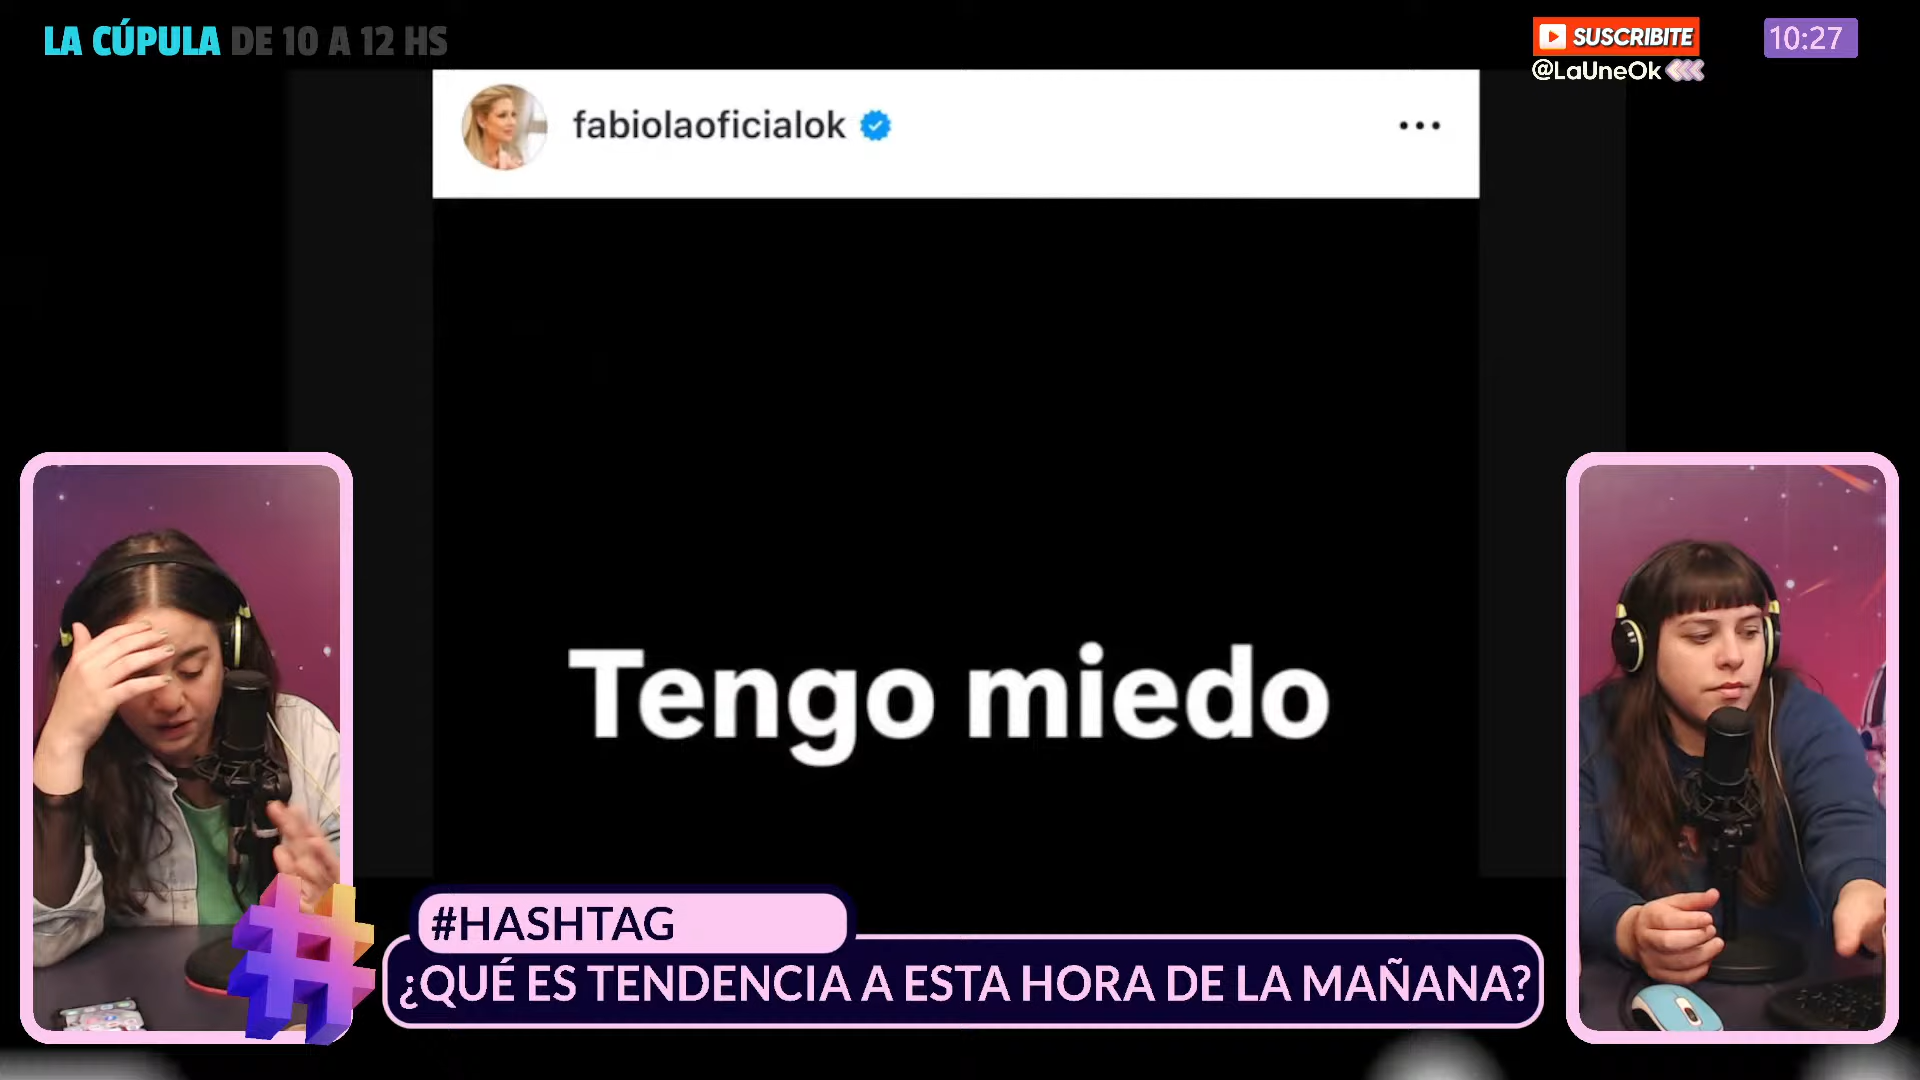 LA CÚPULA DE 10 A 12 HS
SUSCRIBITE
@LaUneOk
10:27
fabiolaoficialok
Tengo miedo
#HASHTAG
¿QUÉ ES TENDENCIA A ESTA HORA DE LA MAÑANA?